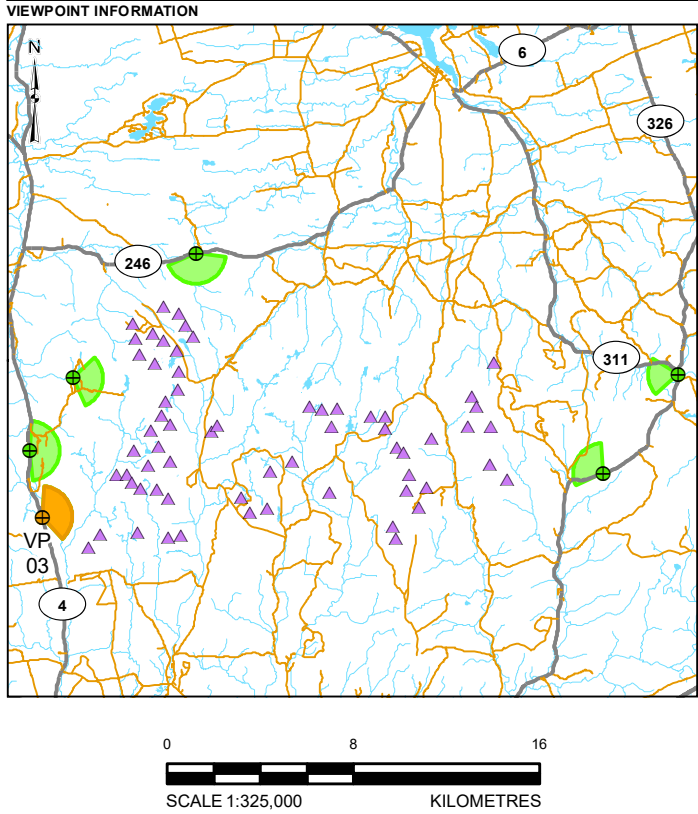 VIEWPOINT INFORMATION
N
6
326
246
311
VP
03
4
0 8 16
SCALE 1:325,000 KILOMETRES